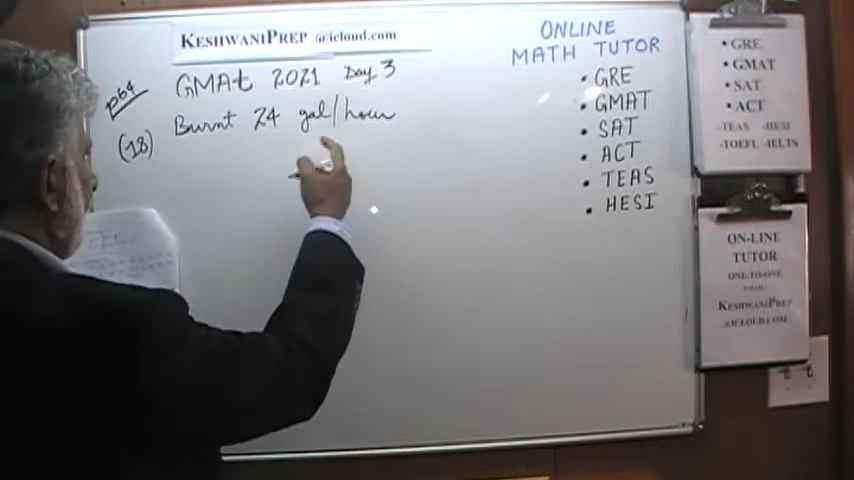 KESHWANIPREP @icloud.com
p64
GMAt 2021 Day 3
(18) Burnt 24 gal/hour
ONLINE
MATH TUTOR
• GRE
• GMAT
• SAT
• ACT
• TEAS
• HESI
• GRE
• GMAT
• SAT
• ACT
-TEAS -HESI
-TOEFL -IELTS
ON-LINE
TUTOR
ONE-TO-ONE
KESHWANIPREP
@ICLOUD.COM